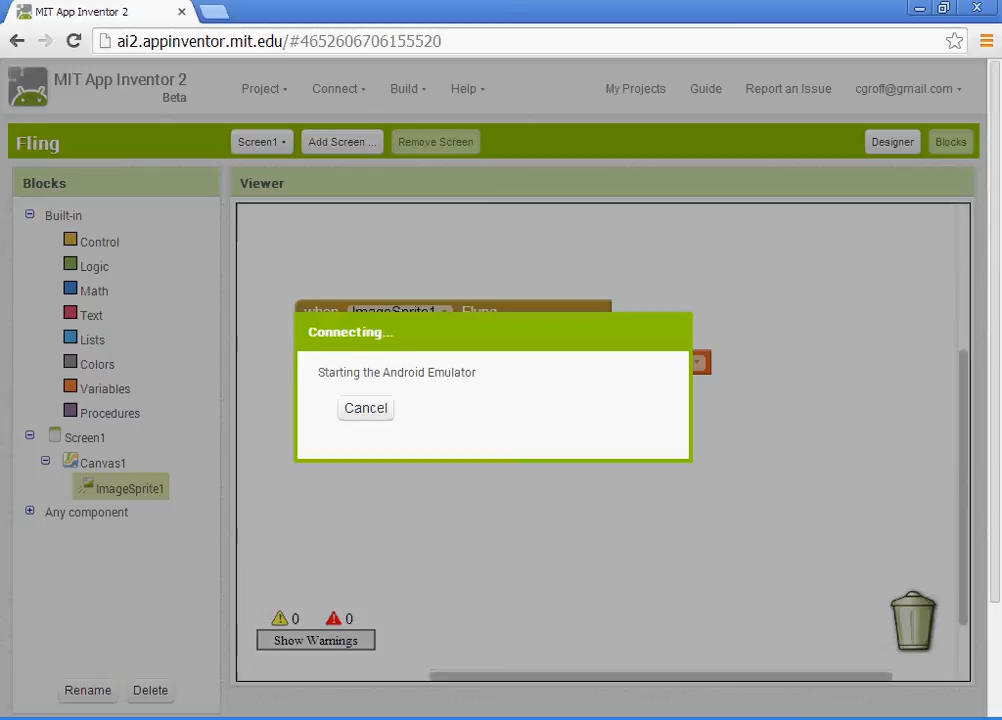 MIT App Inventor 2
ai2.appinventor.mit.edu/#4652606706155520
MIT App Inventor 2
Beta
Project
Connect
Build
Help
My Projects
Guide
Report an Issue
cgroff@gmail.com
Fling
Screen1
Add Screen ...
Remove Screen
Designer
Blocks
Blocks
Viewer
Built-in
Control
Logic
Math
Text
Lists
Colors
Variables
Procedures
Screen1
Canvas1
ImageSprite1
Any component
Rename
Delete
when ImageSprite1 Flung
Connecting...
Starting the Android Emulator
Cancel
0 0
Show Warnings